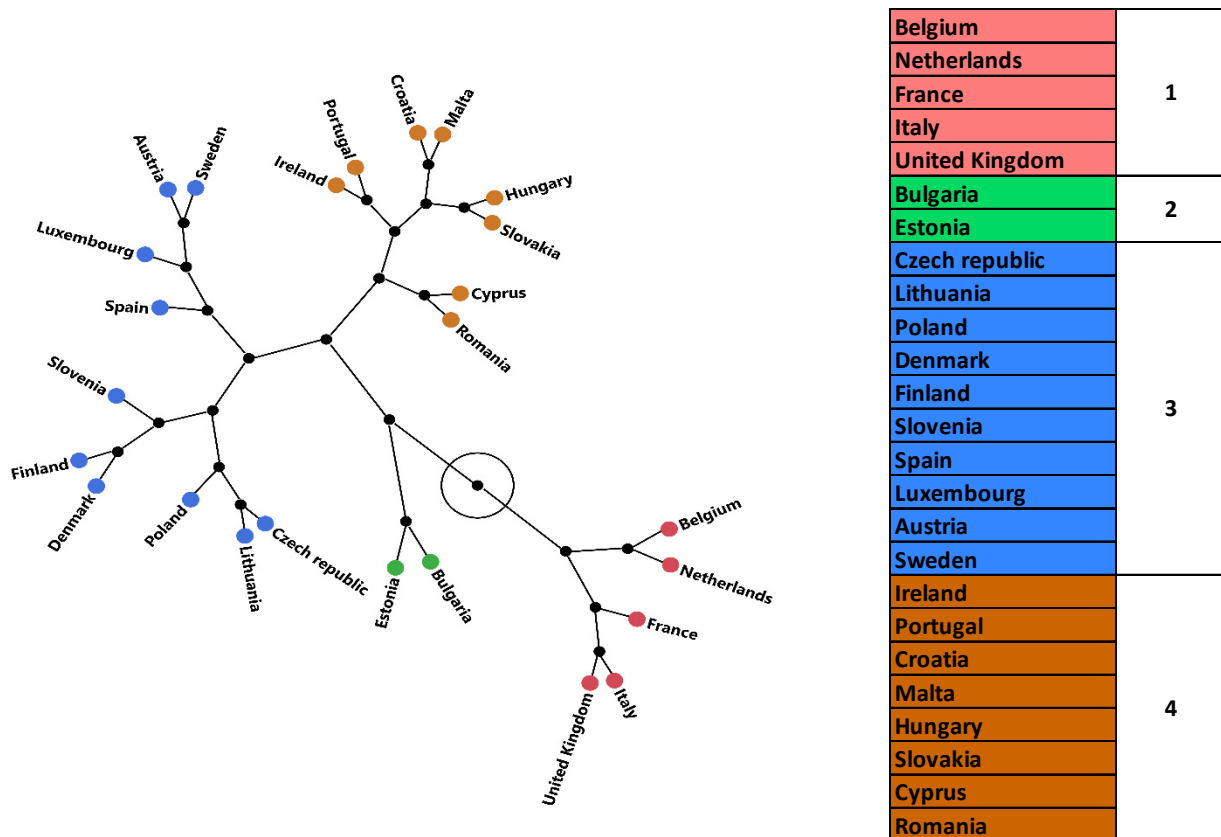 Croatia
Malta
Portugal
Ireland
Hungary
Slovakia
Cyprus
Romania
Austria
Sweden
Luxembourg
Spain
Slovenia
Finland
Denmark
Poland
Lithuania
Czech republic
Estonia
Bulgaria
Belgium
Netherlands
France
Italy
United Kingdom
Belgium
Netherlands
France
Italy
United Kingdom
1
Bulgaria
Estonia
2
Czech republic
Lithuania
Poland
Denmark
Finland
Slovenia
Spain
Luxembourg
Austria
Sweden
3
Ireland
Portugal
Croatia
Malta
Hungary
Slovakia
Cyprus
Romania
4